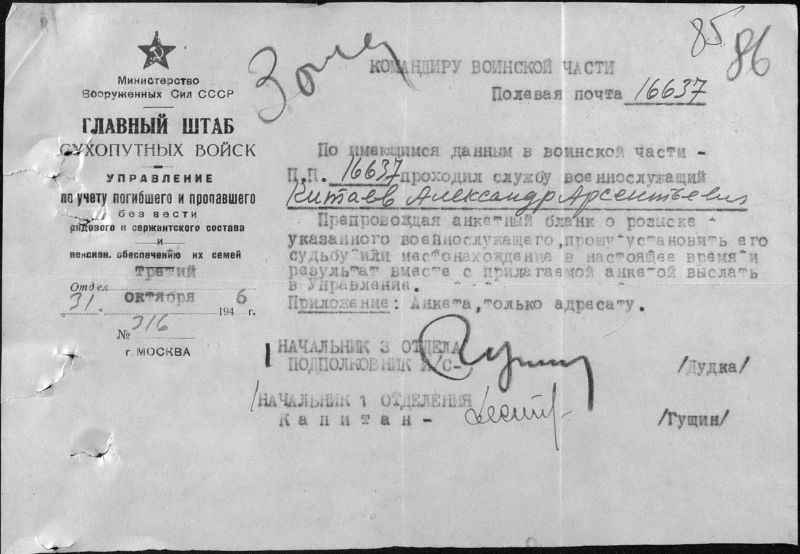 85
86
Министерство
Вооруженных Сил СССР
ГЛАВНЫЙ ШТАБ
СУХОПУТНЫХ ВОЙСК
УПРАВЛЕНИЕ
по учету погибшего и пропавшего
без вести
рядового и сержантского состава
и
пенсион. обеспечению их семей
Третий
Отдел
„31" октября 1946 г.
№ 316
г. МОСКВА
КОМАНДИРУ ВОИНСКОЙ ЧАСТИ
Полевая почта 16637
По имеющимся данным в воинской части -
П.П. 16637 проходил службу военнослужащий
Китаев Александр Арсентьевич
Препровождая анкетный бланк о розыске
указанного военнослужащего, прошу установить его
судьбу или местонахождение в настоящее время и
результат вместе с прилагаемой анкетой выслать
в Управление.
Приложение: Анкета, только адресату.
НАЧАЛЬНИК 3 ОТДЕЛА
ПОДПОЛКОВНИК И/С-
/Дудка/
НАЧАЛЬНИК 1 ОТДЕЛЕНИЯ
Капитан -
/Гущин/